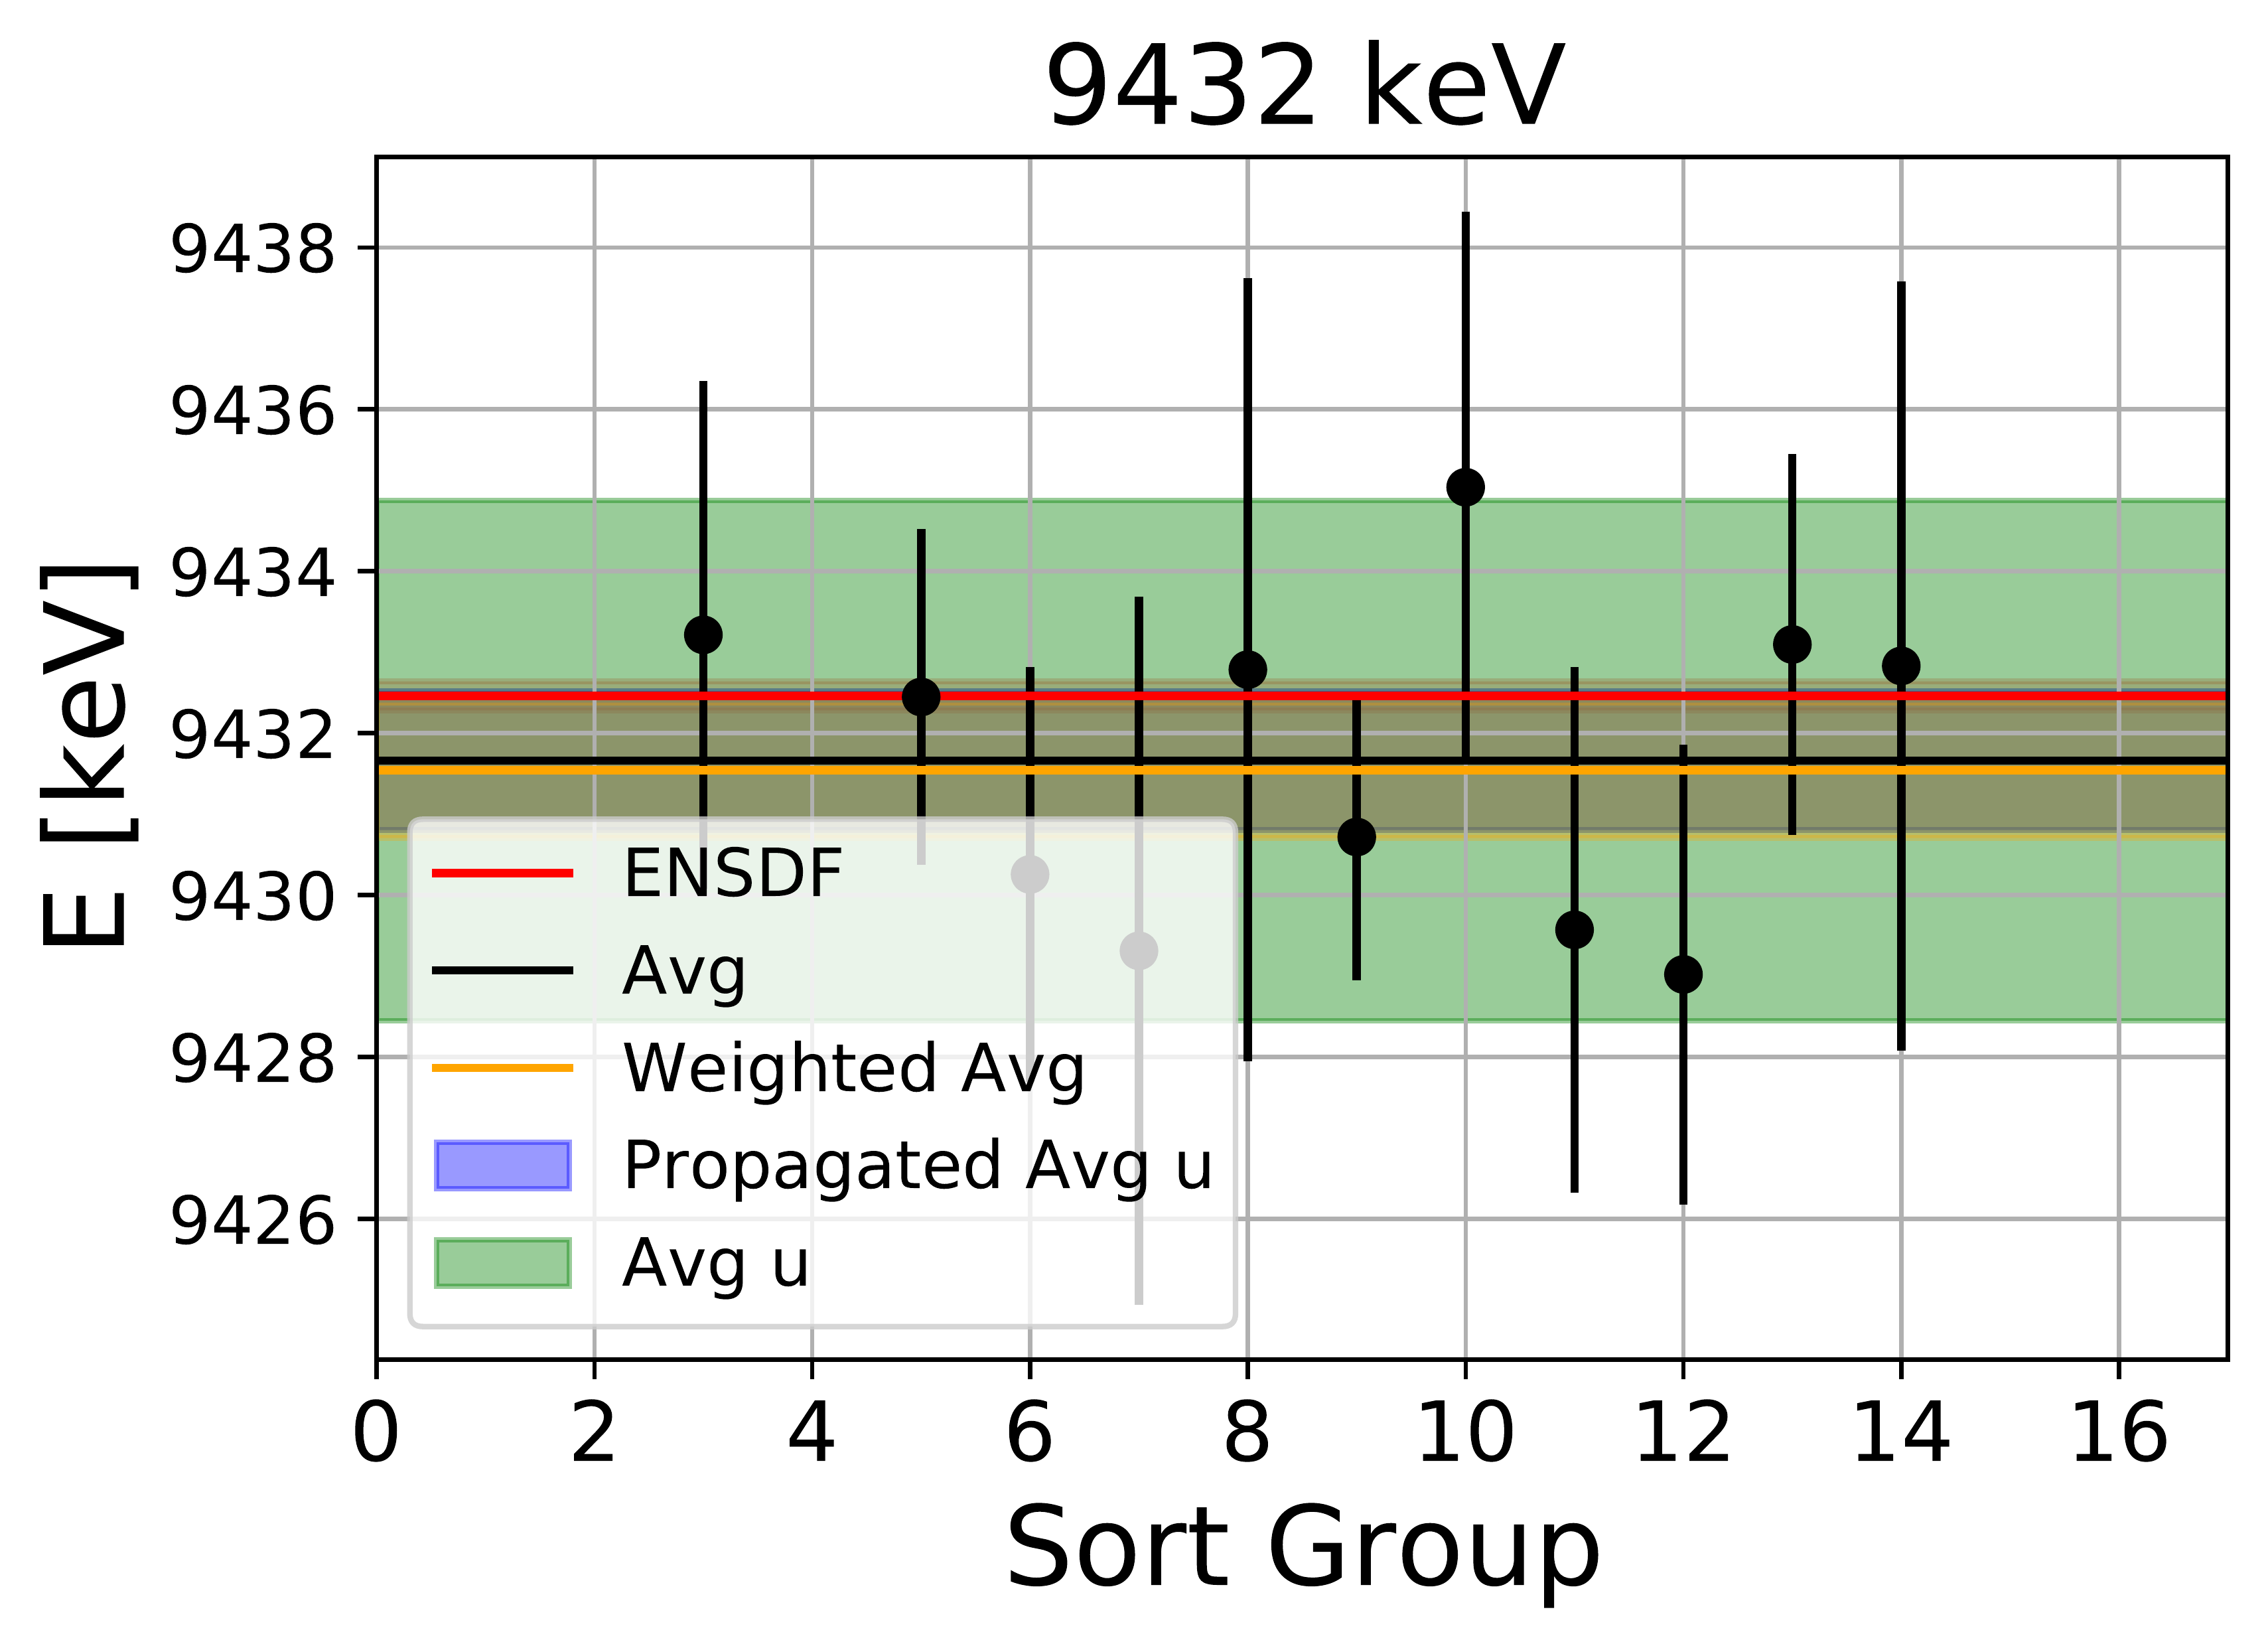 9432 keV
E [keV]
9438
9436
9434
9432
9430
9428
9426
ENSDF
Avg
Weighted Avg
Propagated Avg u
Avg u
0 2 4 6 8 10 12 14 16
Sort Group